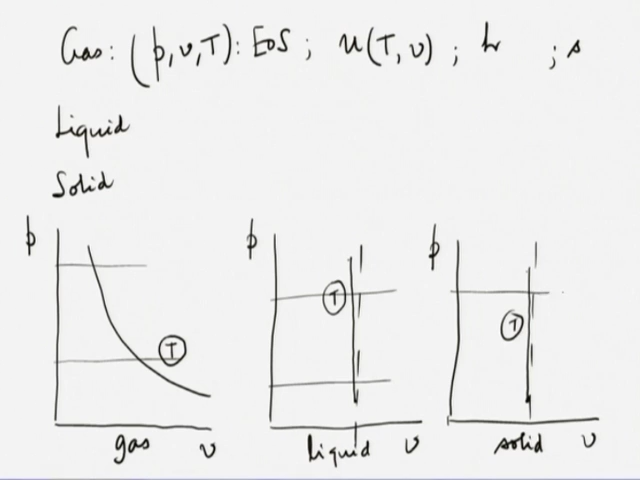 Gas: (p, v, T): EoS ; u(T, v) ; h ; s
Liquid
Solid
p T gas v
p T liquid v
p T solid v